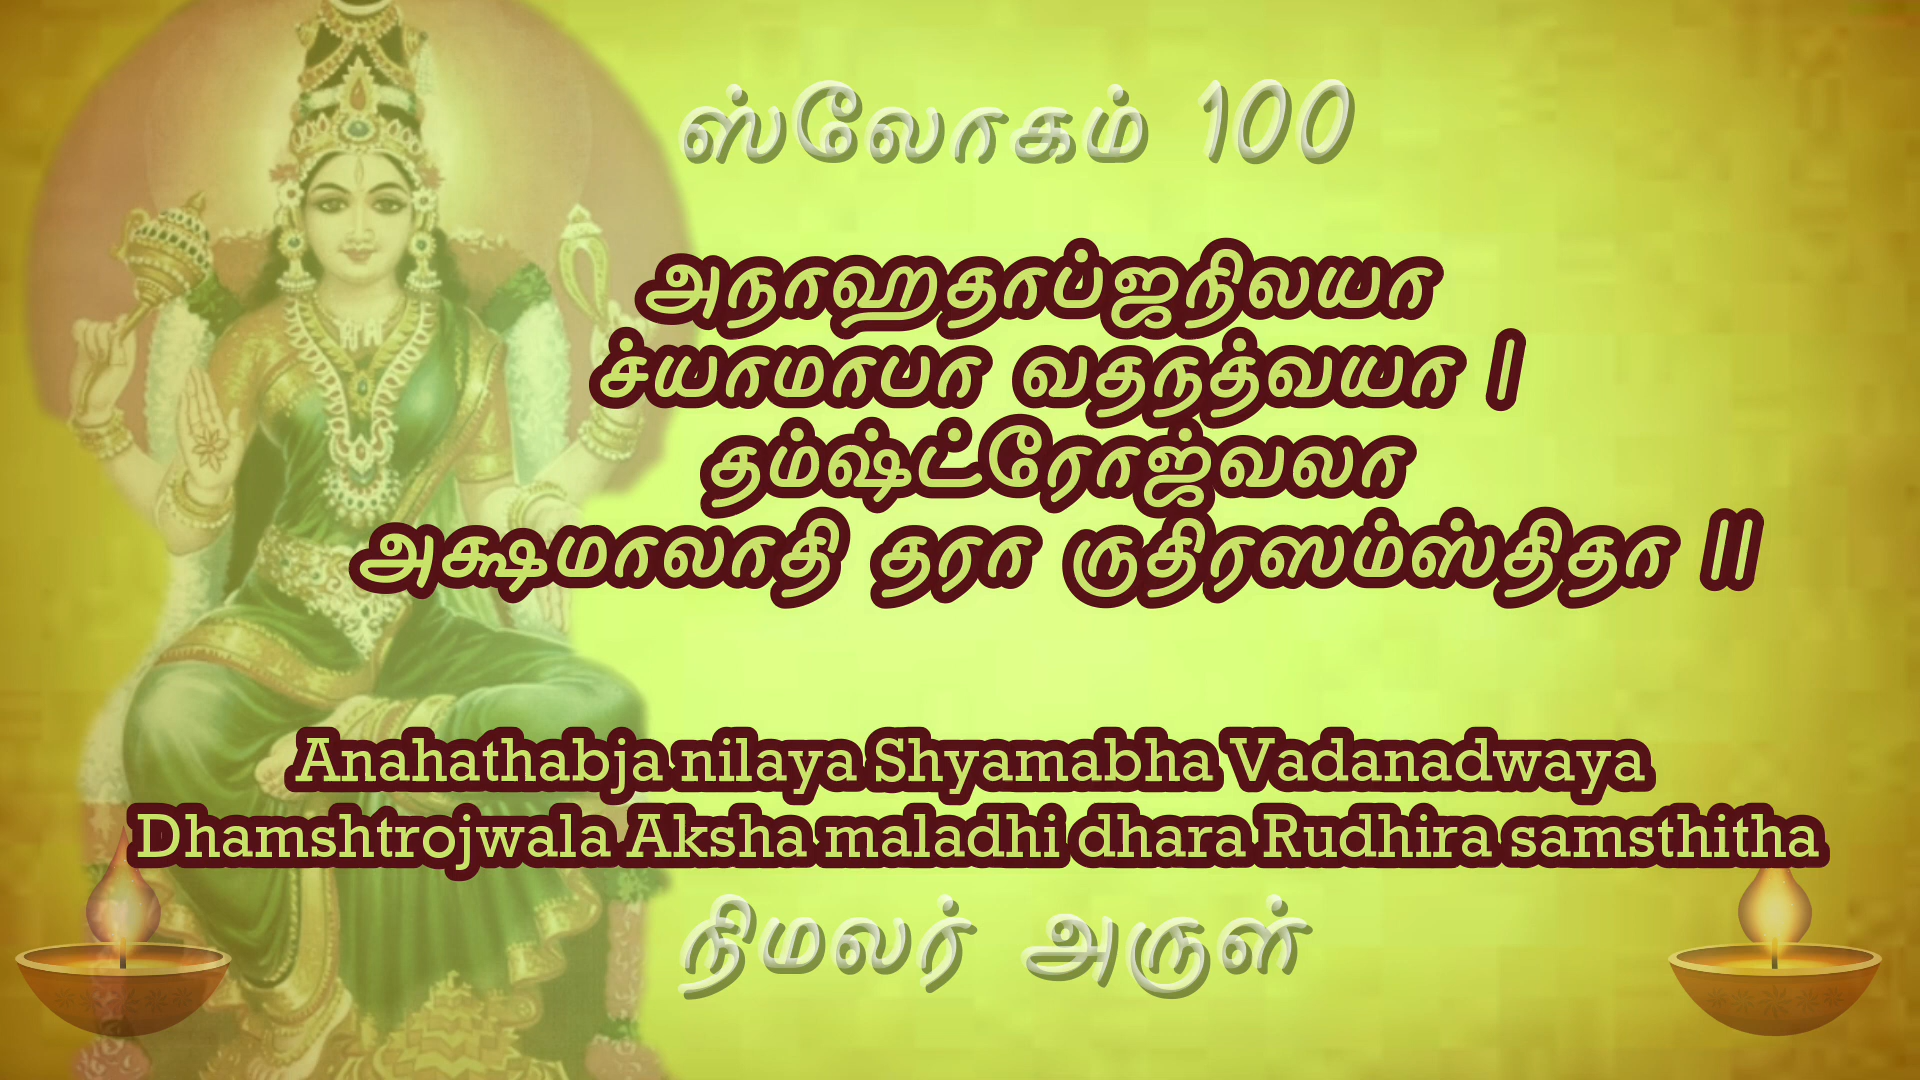 ஸ்லோகம் 100
அநாஹதாப்ஜநிலயா
ச்யாமாபா வதநத்வயா |
தம்ஷ்ட்ரோஜ்வலா
அக்ஷமாலாதி தரா ருதிரஸம்ஸ்திதா ||
Anahathabja nilaya Shyamabha Vadanadwaya
Dhamshtrojwala Aksha maladhi dhara Rudhira samsthitha
நிமலர் அருள்